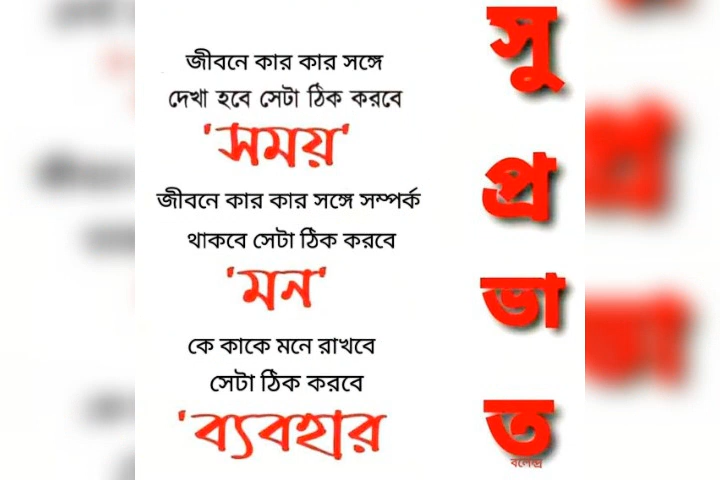 জীবনে কার কার সঙ্গে
দেখা হবে সেটা ঠিক করবে
'সময়'
জীবনে কার কার সঙ্গে সম্পর্ক
থাকবে সেটা ঠিক করবে
'মন'
কে কাকে মনে রাখবে
সেটা ঠিক করবে
'ব্যবহার
সু
প্র
ভা
ত